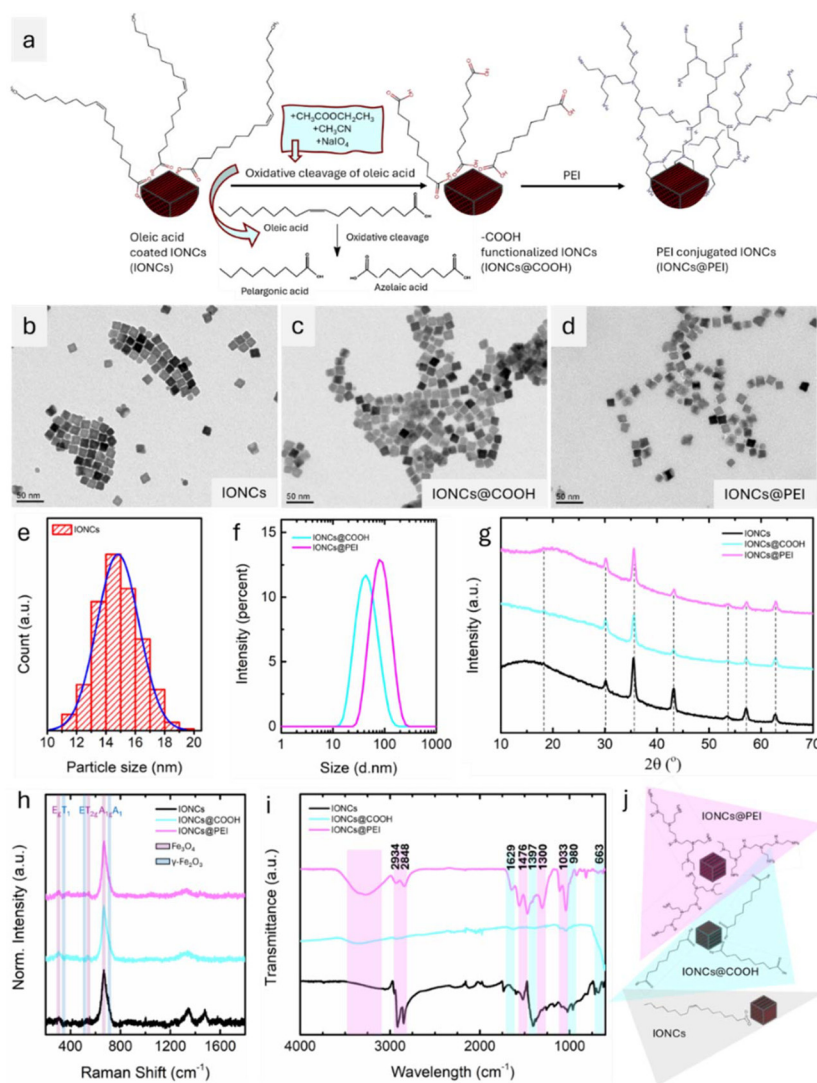 a
+CH₃COOCH₂CH₃
+CH₃CN
+NaIO₄
Oxidative cleavage of oleic acid
PEI
Oleic acid
Oxidative cleavage
Pelargonic acid
Azelaic acid
Oleic acid
coated IONCs
(IONCs)
-COOH
functionalized IONCs
(IONCs@COOH)
PEI conjugated IONCs
(IONCs@PEI)
b
50 nm
IONCs
c
50 nm
IONCs@COOH
d
50 nm
IONCs@PEI
e
IONCs
Count (a.u.)
10 12 14 16 18 20
Particle size (nm)
f
IONCs@COOH
IONCs@PEI
Intensity (percent)
15
10
5
0
1 10 100 1000
Size (d.nm)
g
IONCs
IONCs@COOH
IONCs@PEI
Intensity (a.u.)
10 20 30 40 50 60 70
2θ (°)
h
EgT₁ ET₂gA₁gA₁
IONCs
IONCs@COOH
IONCs@PEI
Fe₃O₄
γ-Fe₂O₃
Norm. Intensity (a.u.)
400 800 1200 1600
Raman Shift (cm⁻¹)
i
IONCs
IONCs@COOH
IONCs@PEI
2934
2848
1629
1476
1397
1300
1033
980
663
Transmittance (a.u.)
4000 3000 2000 1000
Wavelength (cm⁻¹)
j
IONCs@PEI
IONCs@COOH
IONCs